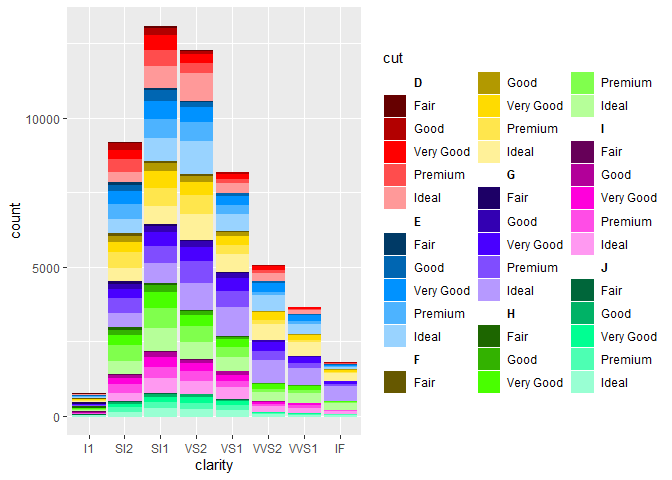 count
10000
5000
0
I1
SI2
SI1
VS2
VS1
VVS2
VVS1
IF
clarity
cut
D
Fair
Good
Very Good
Premium
Ideal
E
Fair
Good
Very Good
Premium
Ideal
F
Fair
Good
Very Good
Premium
Ideal
G
Fair
Good
Very Good
Premium
Ideal
H
Fair
Good
Very Good
Premium
Ideal
I
Fair
Good
Very Good
Premium
Ideal
J
Fair
Good
Very Good
Premium
Ideal